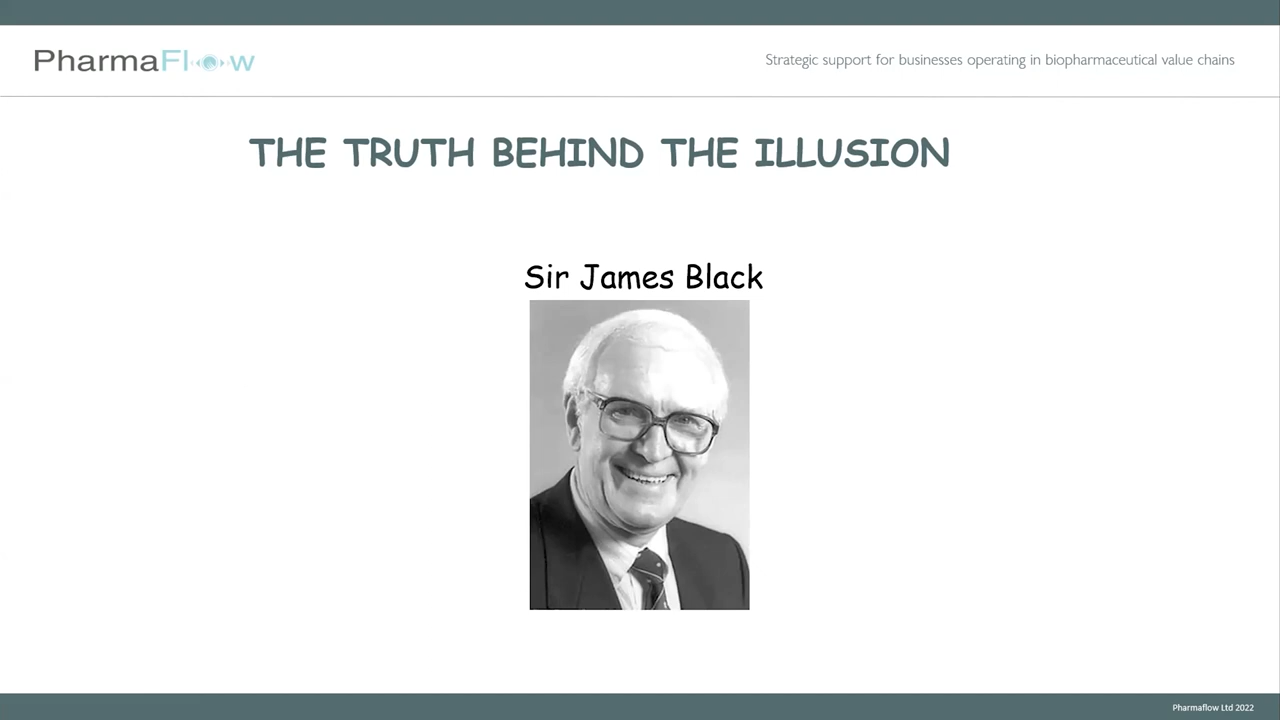 PharmaFlow
Strategic support for businesses operating in biopharmaceutical value chains
THE TRUTH BEHIND THE ILLUSION
Sir James Black
Pharmaflow Ltd 2022